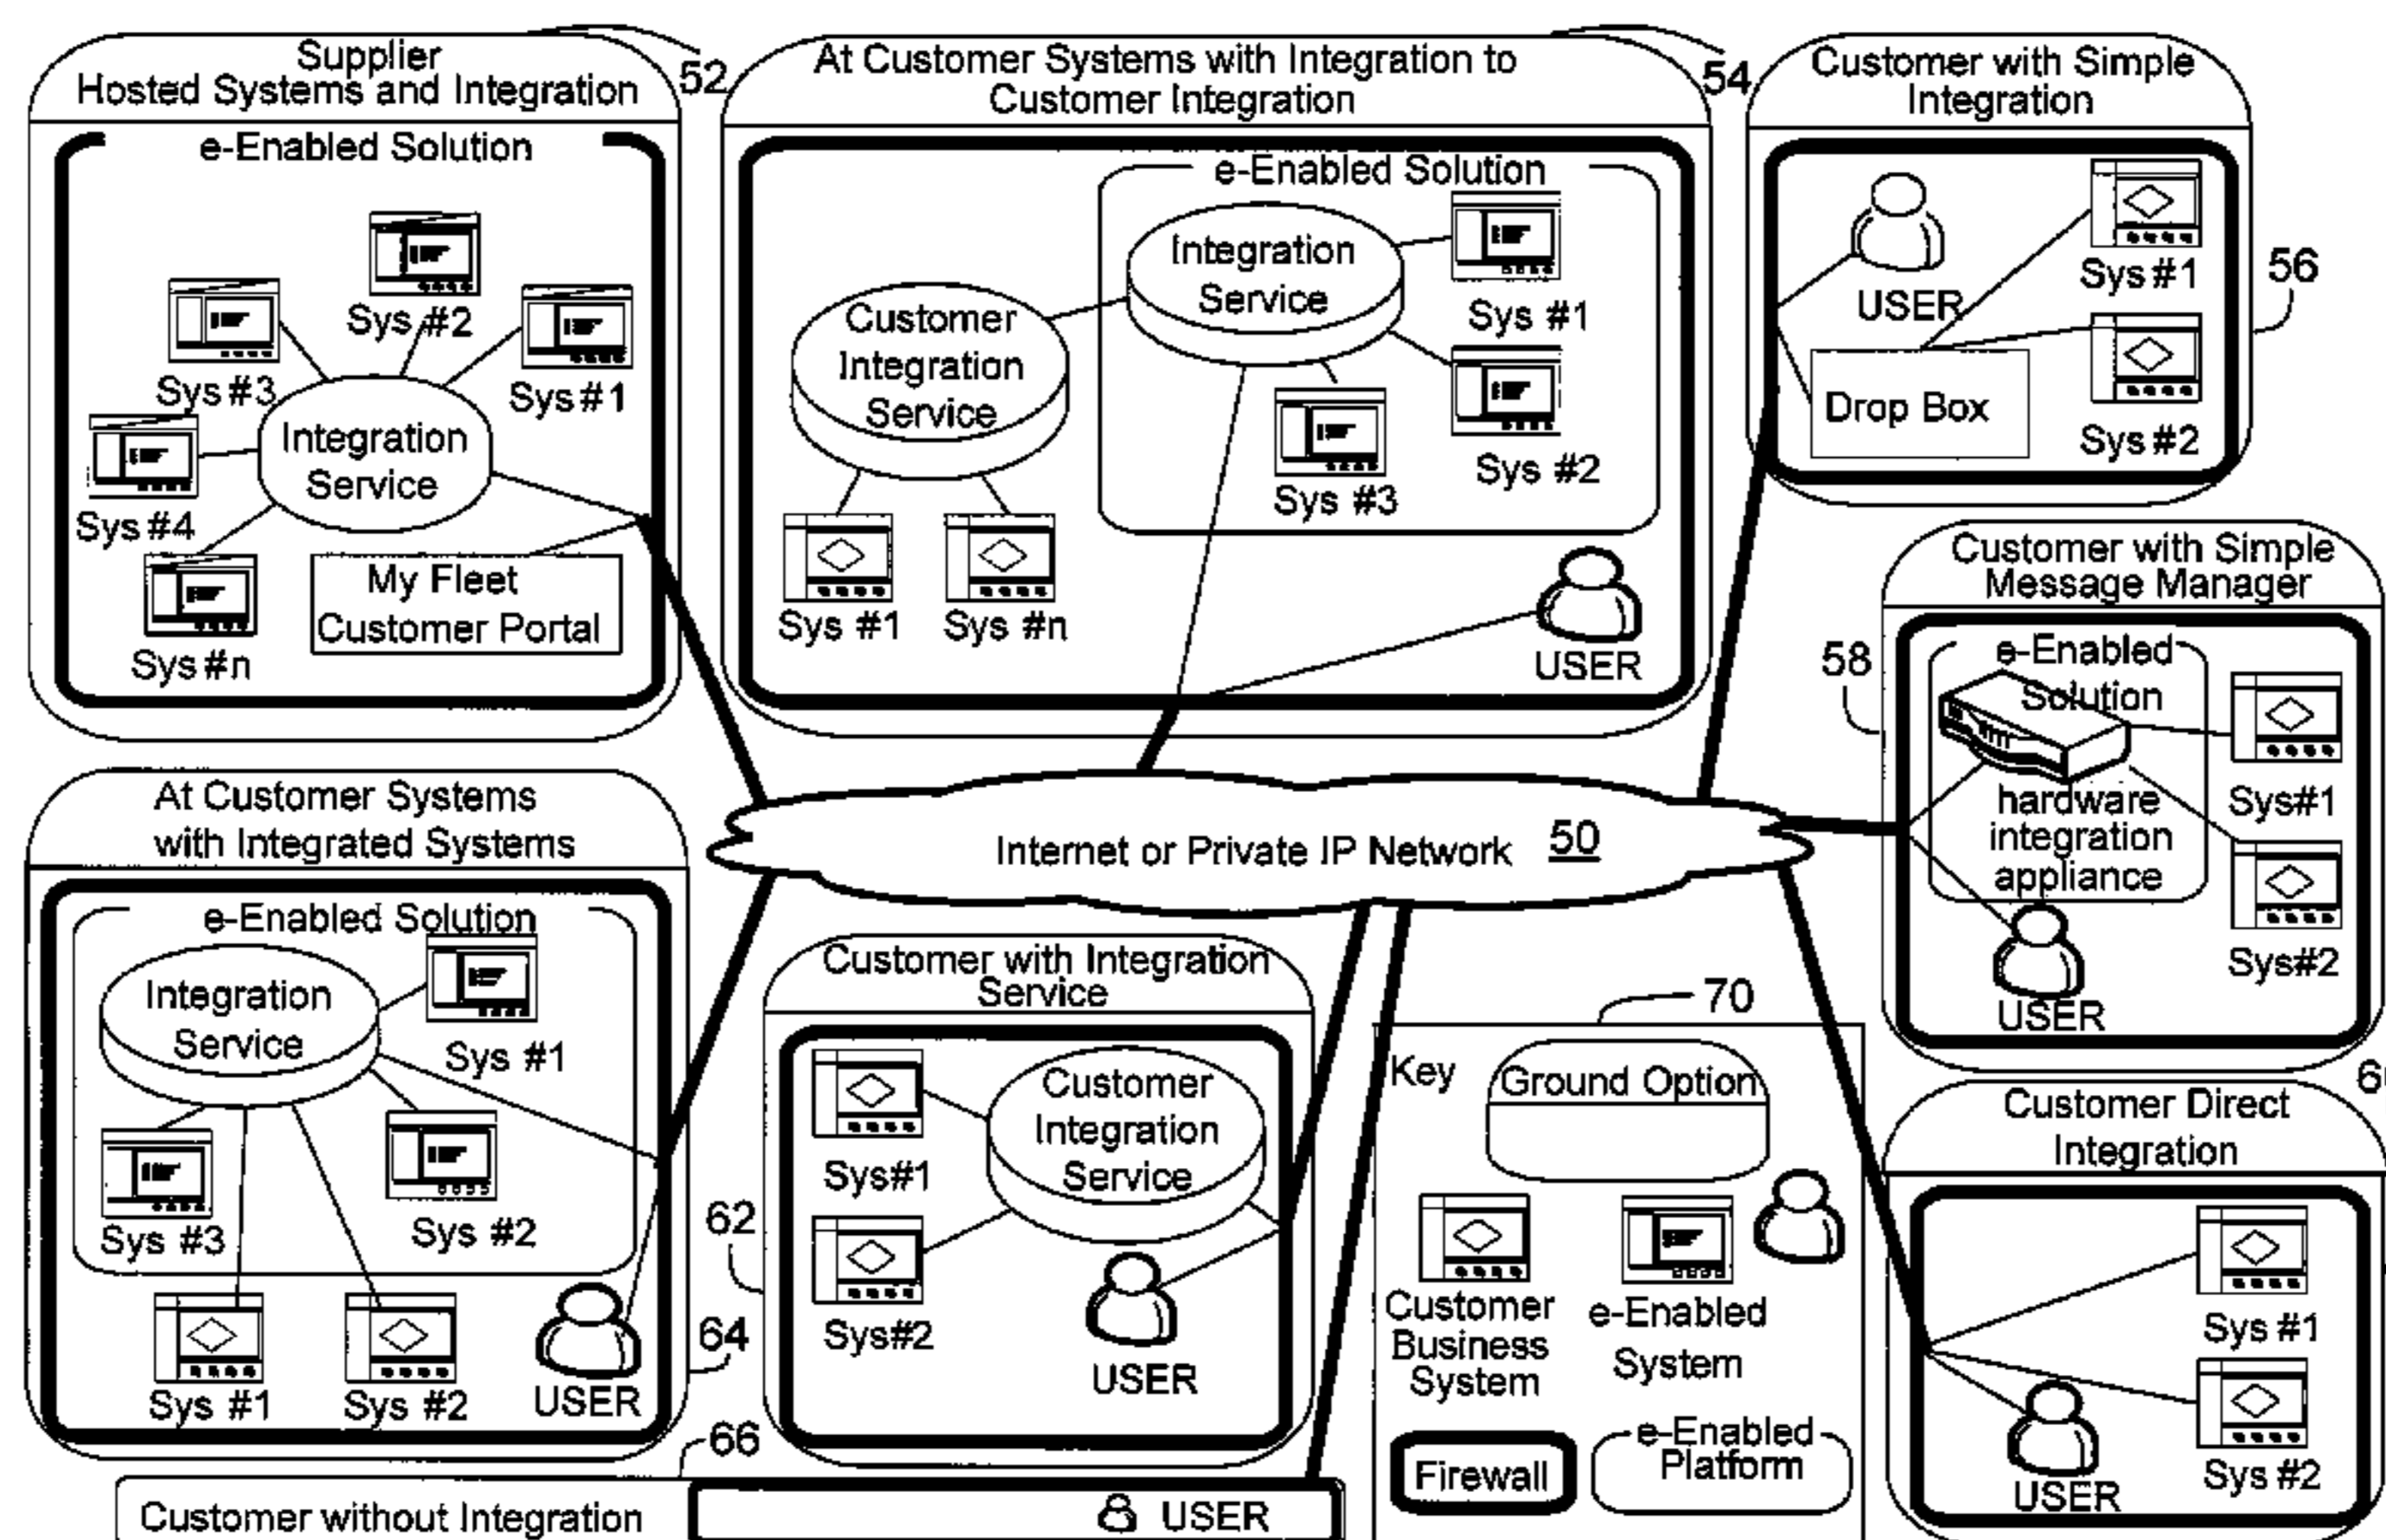 Supplier
Hosted Systems and Integration
52
e-Enabled Solution
Sys #2
Sys #3
Sys #1
Integration
Service
Sys #4
My Fleet
Customer Portal
Sys #n
At Customer Systems with Integration to
Customer Integration
54
e-Enabled Solution
Integration
Service
Sys #1
Customer
Integration
Service
Sys #2
Sys #3
Sys #1
Sys #n
USER
Customer with Simple
Integration
Sys #1
USER
56
Drop Box
Sys #2
Customer with Simple
Message Manager
58
e-Enabled
Solution
Sys#1
hardware
integration
appliance
Sys#2
USER
Internet or Private IP Network 50
At Customer Systems
with Integrated Systems
e-Enabled Solution
Integration
Service
Sys #1
Sys #3
Sys #2
Sys #1
Sys #2
USER
64
Customer with Integration
Service
Customer
Integration
Service
Sys#1
62
Sys#2
USER
70
Key
Ground Option
Customer
Business
System
e-Enabled
System
Firewall
e-Enabled
Platform
Customer Direct
Integration
Sys #1
Sys #2
USER
66
Customer without Integration
USER